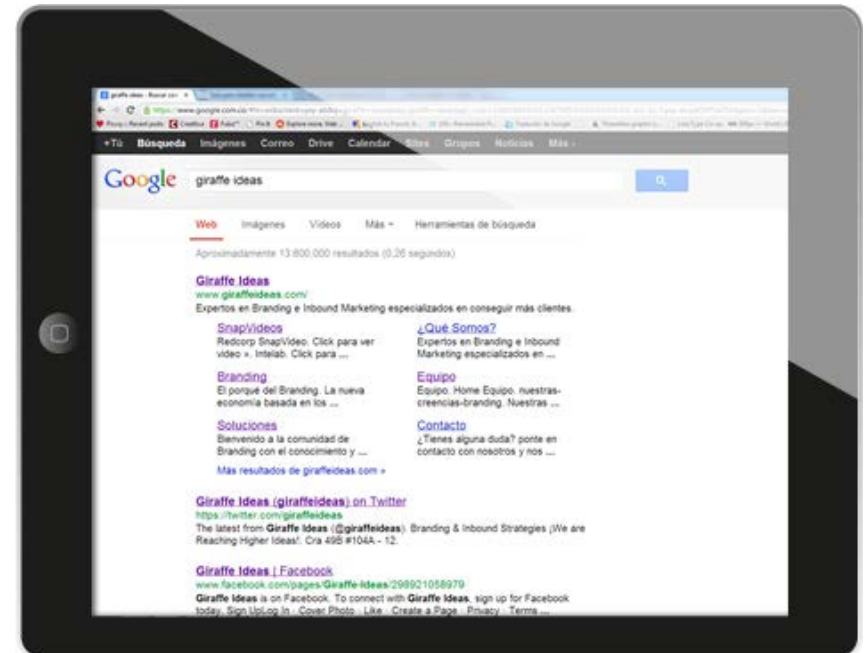 giraffe ideas - Buscar con
+Tú Búsqueda Imágenes Correo Drive Calendar Sites Grupos Noticias Más
Google giraffe ideas
Web Imágenes Vídeos Más Herramientas de búsqueda
Aproximadamente 13.600.000 resultados (0,26 segundos)
Giraffe Ideas
www.giraffeideas.com/
Expertos en Branding e Inbound Marketing especializados en conseguir más clientes.
SnapVideos
Redcorp SnapVideo. Click para ver
video ». Intelab. Click para ...
¿Qué Somos?
Expertos en Branding e Inbound
Marketing especializados en ...
Branding
El porqué del Branding. La nueva
economía basada en los ...
Equipo
Equipo. Home Equipo. nuestras-
creencias-branding. Nuestras ...
Soluciones
Bienvenido a la comunidad de
Branding con el conocimiento y ...
Contacto
¿Tienes alguna duda? ponte en
contacto con nosotros y nos ...
Más resultados de giraffeideas.com »
Giraffe Ideas (giraffeideas) on Twitter
https://twitter.com/giraffeideas
The latest from Giraffe Ideas (@giraffeideas). Branding & Inbound Strategies ¡We are
Reaching Higher Ideas!. Cra 49B #104A - 12.
Giraffe Ideas | Facebook
www.facebook.com/pages/Giraffe-Ideas/298921058979
Giraffe Ideas is on Facebook. To connect with Giraffe Ideas, sign up for Facebook
today. Sign UpLog In · Cover Photo · Like · Create a Page · Privacy · Terms ...